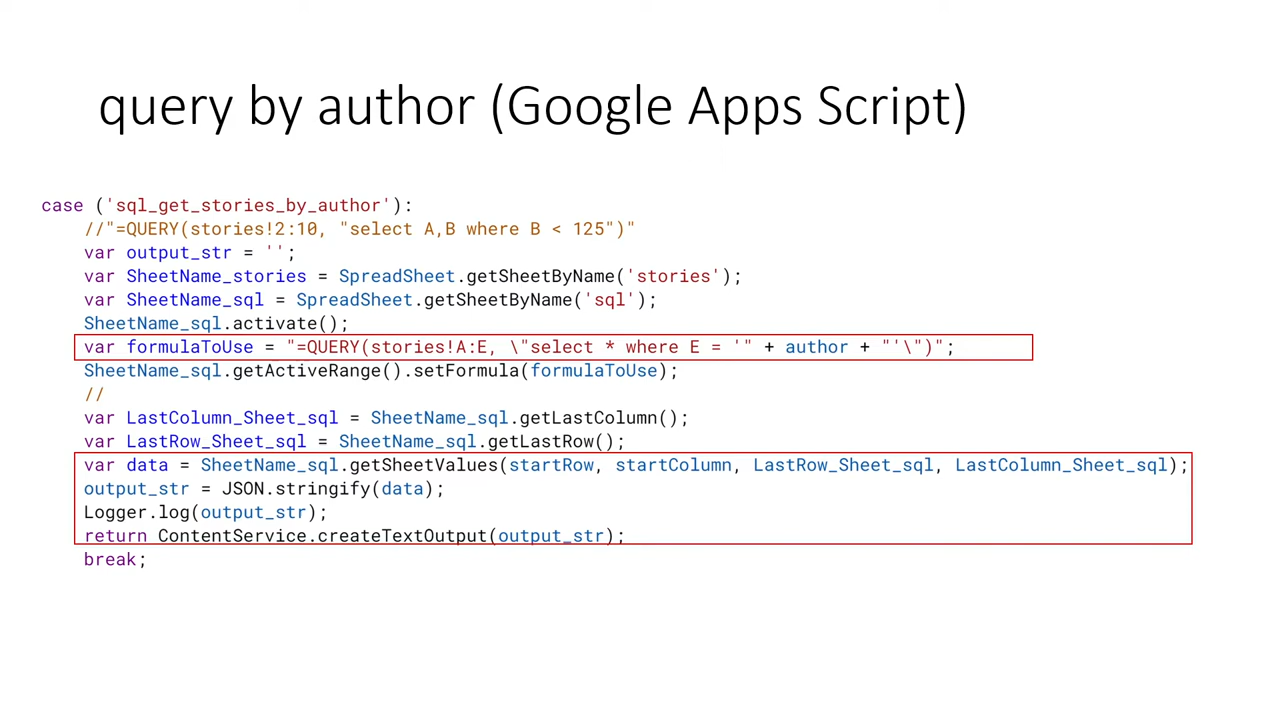 query by author (Google Apps Script)
case ('sql_get_stories_by_author'):
//"=QUERY(stories!2:10, "select A,B where B < 125")"
var output_str = '';
var SheetName_stories = SpreadSheet.getSheetByName('stories');
var SheetName_sql = SpreadSheet.getSheetByName('sql');
SheetName_sql.activate();
var formulaToUse = "=QUERY(stories!A:E, \"select * where E = '" + author + "'\")";
SheetName_sql.getActiveRange().setFormula(formulaToUse);
//
var LastColumn_Sheet_sql = SheetName_sql.getLastColumn();
var LastRow_Sheet_sql = SheetName_sql.getLastRow();
var data = SheetName_sql.getSheetValues(startRow, startColumn, LastRow_Sheet_sql, LastColumn_Sheet_sql);
output_str = JSON.stringify(data);
Logger.log(output_str);
return ContentService.createTextOutput(output_str);
break;